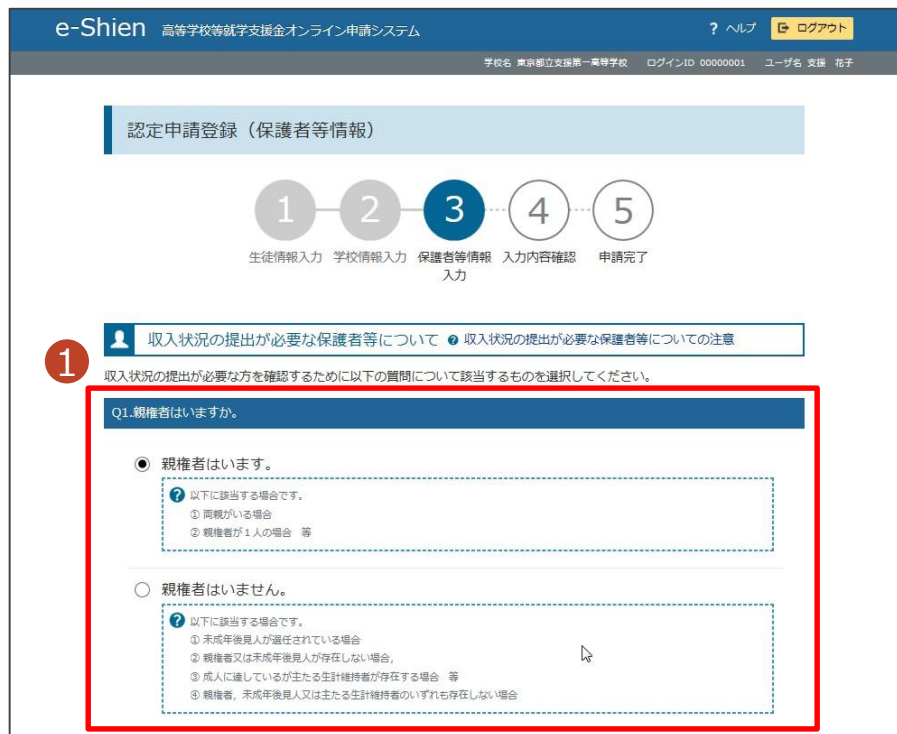 e-Shien 高等学校等就学支援金オンライン申請システム ? ヘルプ ログアウト
学校名 東京都立支援第一高等学校 ログインID 00000001 ユーザ名 支援 花子
認定申請登録（保護者等情報）
1 2 3 4 5
生徒情報入力 学校情報入力 保護者等情報入力 入力内容確認 申請完了
収入状況の提出が必要な保護者等について ? 収入状況の提出が必要な保護者等についての注意
1
収入状況の提出が必要な方を確認するために以下の質問について該当するものを選択してください。
Q1.親権者はいますか。
親権者はいます。
? 以下に該当する場合です。
① 両親がいる場合
② 親権者が１人の場合 等
親権者はいません。
? 以下に該当する場合です。
① 未成年後見人が選任されている場合
② 親権者又は未成年後見人が存在しない場合,
③ 成人に達しているが主たる生計維持者が存在する場合 等
④ 親権者，未成年後見人又は主たる生計維持者のいずれも存在しない場合